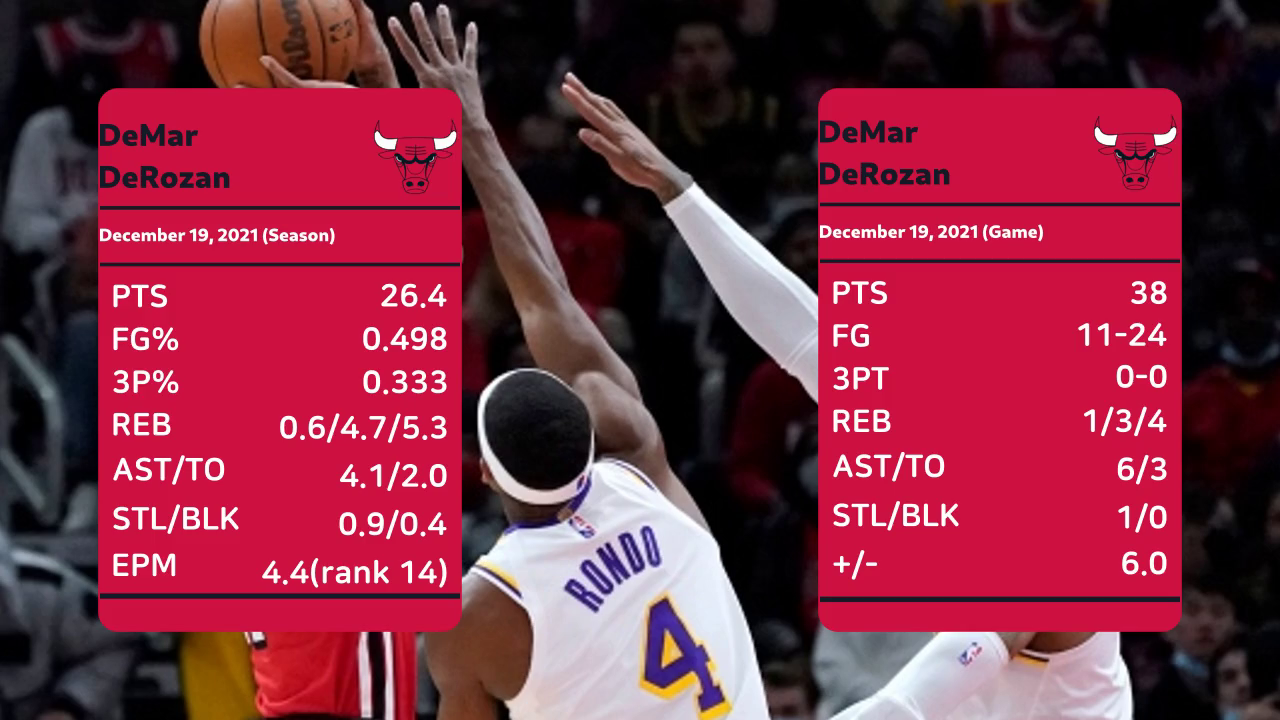 Wilson
DeMar
DeRozan
December 19, 2021 (Season)
PTS 26.4
FG% 0.498
3P% 0.333
REB 0.6/4.7/5.3
AST/TO 4.1/2.0
STL/BLK 0.9/0.4
EPM 4.4(rank 14)
DeMar
DeRozan
December 19, 2021 (Game)
PTS 38
FG 11-24
3PT 0-0
REB 1/3/4
AST/TO 6/3
STL/BLK 1/0
+/- 6.0
RONDO
4